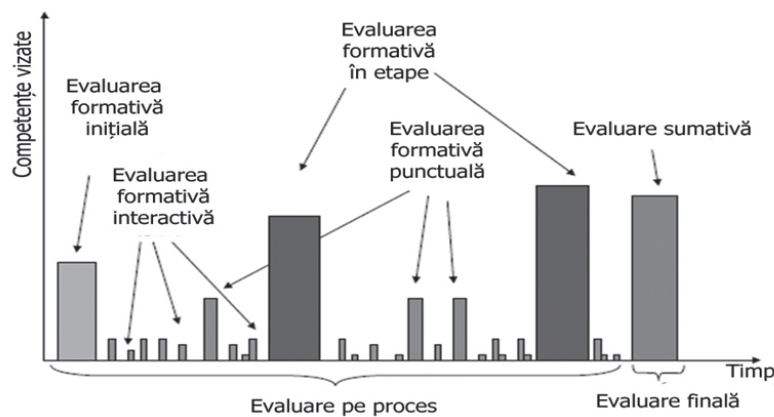 Competențe vizate
Evaluarea
formativă
inițială
Evaluarea
formativă
interactivă
Evaluarea
formativă
în etape
Evaluarea
formativă
punctuală
Evaluare sumativă
Timp
Evaluare pe proces
Evaluare finală